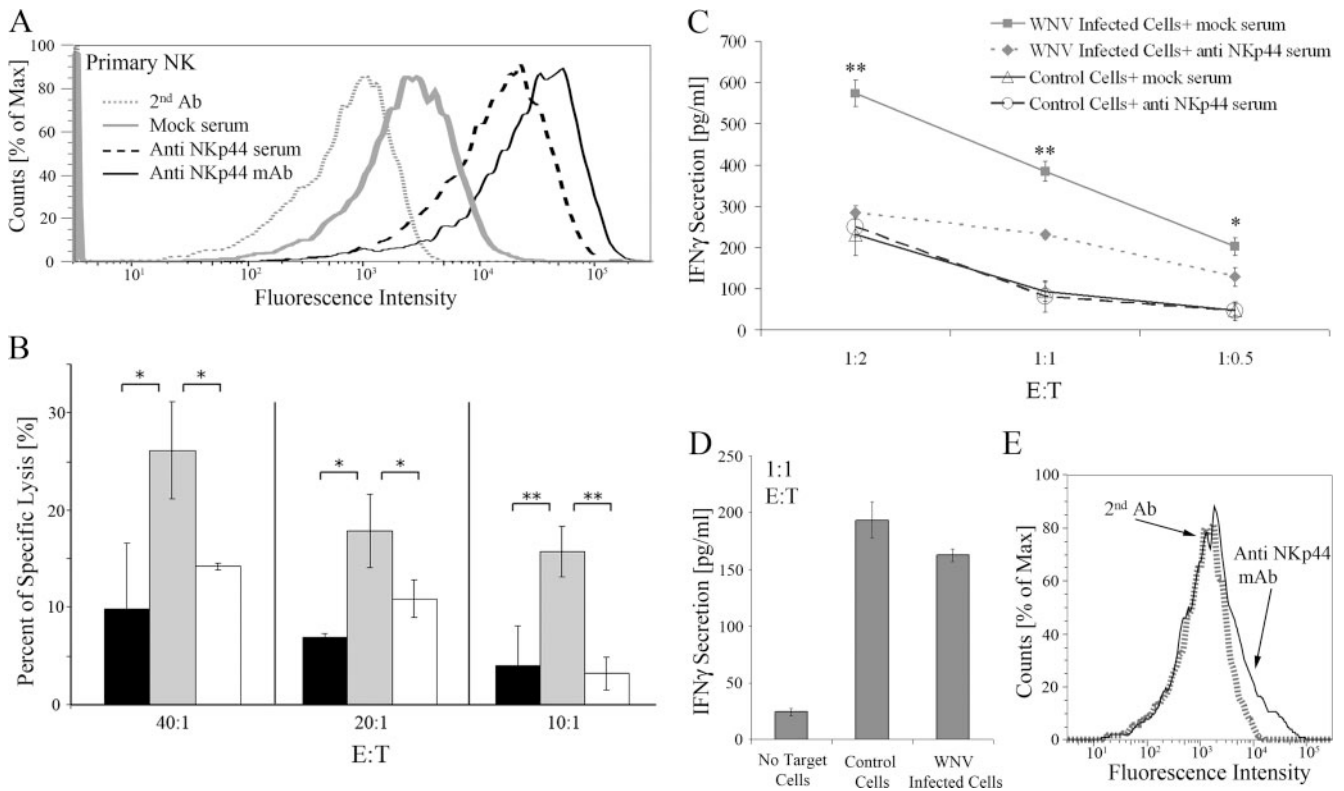 A
Counts [% of Max]
100
80
60
40
20
0
Primary NK
2nd Ab
Mock serum
Anti NKp44 serum
Anti NKp44 mAb
10¹ 10² 10³ 10⁴ 10⁵
Fluorescence Intensity
B
Percent of Specific Lysis [%]
30
20
10
0
* *
* *
** **
40:1 20:1 10:1
E:T
C
WNV Infected Cells+ mock serum
WNV Infected Cells+ anti NKp44 serum
Control Cells+ mock serum
Control Cells+ anti NKp44 serum
IFNγ Secretion [pg/ml]
700
600
500
400
300
200
100
0
**
**
*
1:2 1:1 1:0.5
E:T
D
IFNγ Secretion [pg/ml]
250
200
150
100
50
0
1:1
E:T
No Target Cells
Control Cells
WNV Infected Cells
E
Counts [% of Max]
100
80
60
40
20
0
2nd Ab
Anti NKp44
mAb
10¹ 10² 10³ 10⁴ 10⁵
Fluorescence Intensity